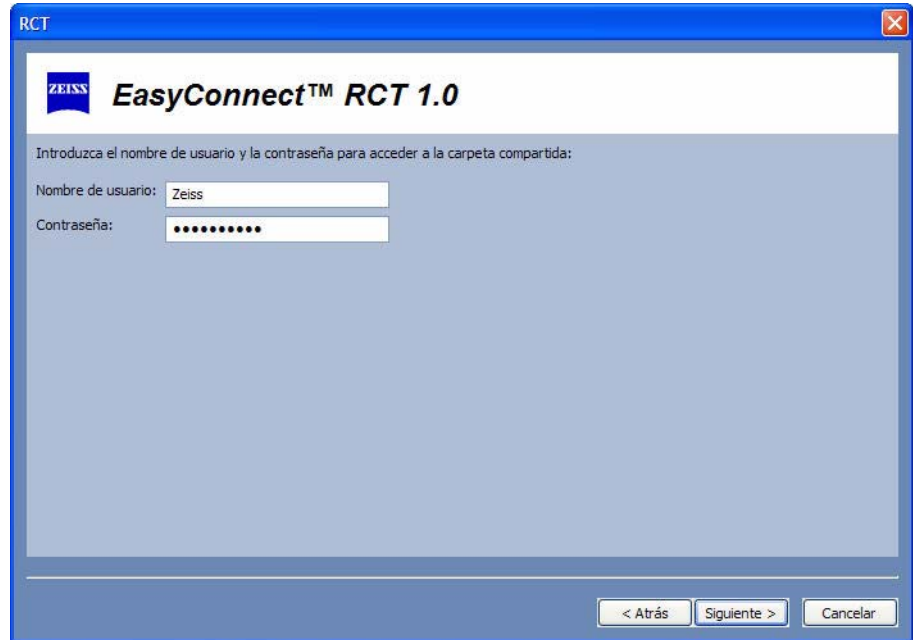 RCT
ZEISS
EasyConnect™ RCT 1.0
Introduzca el nombre de usuario y la contraseña para acceder a la carpeta compartida:
Nombre de usuario: Zeiss
Contraseña: ●●●●●●●●●●
< Atrás Siguiente > Cancelar